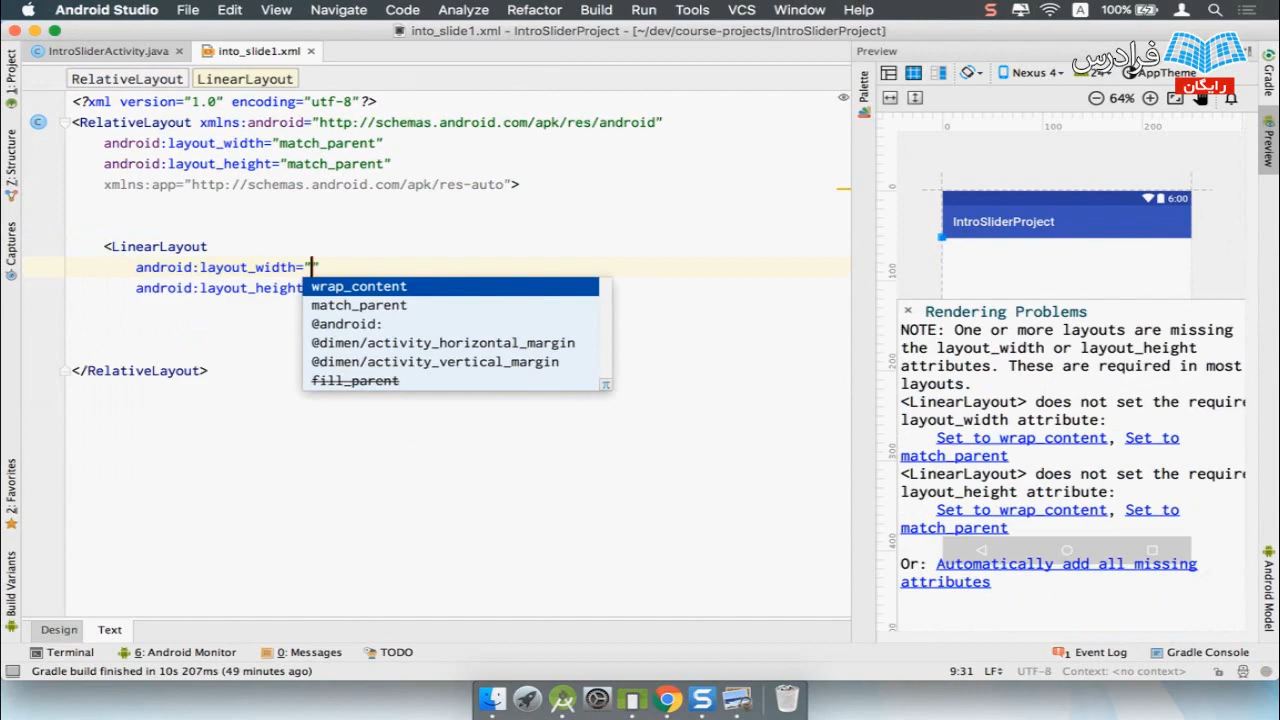 Android Studio File Edit View Navigate Code Analyze Refactor Build Run Tools VCS Window Help
S A 100%
into_slide1.xml - IntroSliderProject - [~/dev/course-projects/IntroSliderProject]
IntroSliderActivity.java × into_slide1.xml ×
Preview
فرادرس
رایگان
RelativeLayout LinearLayout
Nexus 4 24 AppTheme
64%
<?xml version="1.0" encoding="utf-8"?>
<RelativeLayout xmlns:android="http://schemas.android.com/apk/res/android"
android:layout_width="match_parent"
android:layout_height="match_parent"
xmlns:app="http://schemas.android.com/apk/res-auto">
<LinearLayout
android:layout_width=""
android:layout_height
</RelativeLayout>
wrap_content
match_parent
@android:
@dimen/activity_horizontal_margin
@dimen/activity_vertical_margin
fill_parent
π
1: Project
Z: Structure
Captures
2: Favorites
Build Variants
Palette
Gradle
Preview
Android Model
0 100 200
0
100
200
300
400
6:00
IntroSliderProject
× Rendering Problems
NOTE: One or more layouts are missing
the layout_width or layout_height
attributes. These are required in most
layouts.
<LinearLayout> does not set the require
layout_width attribute:
Set to wrap_content, Set to
match_parent
<LinearLayout> does not set the require
layout_height attribute:
Set to wrap_content, Set to
match_parent
Or: Automatically add all missing
attributes
Design Text
Terminal 6: Android Monitor 0: Messages TODO
1 Event Log Gradle Console
Gradle build finished in 10s 207ms (49 minutes ago)
9:31 LF UTF-8 Context: <no context>
S